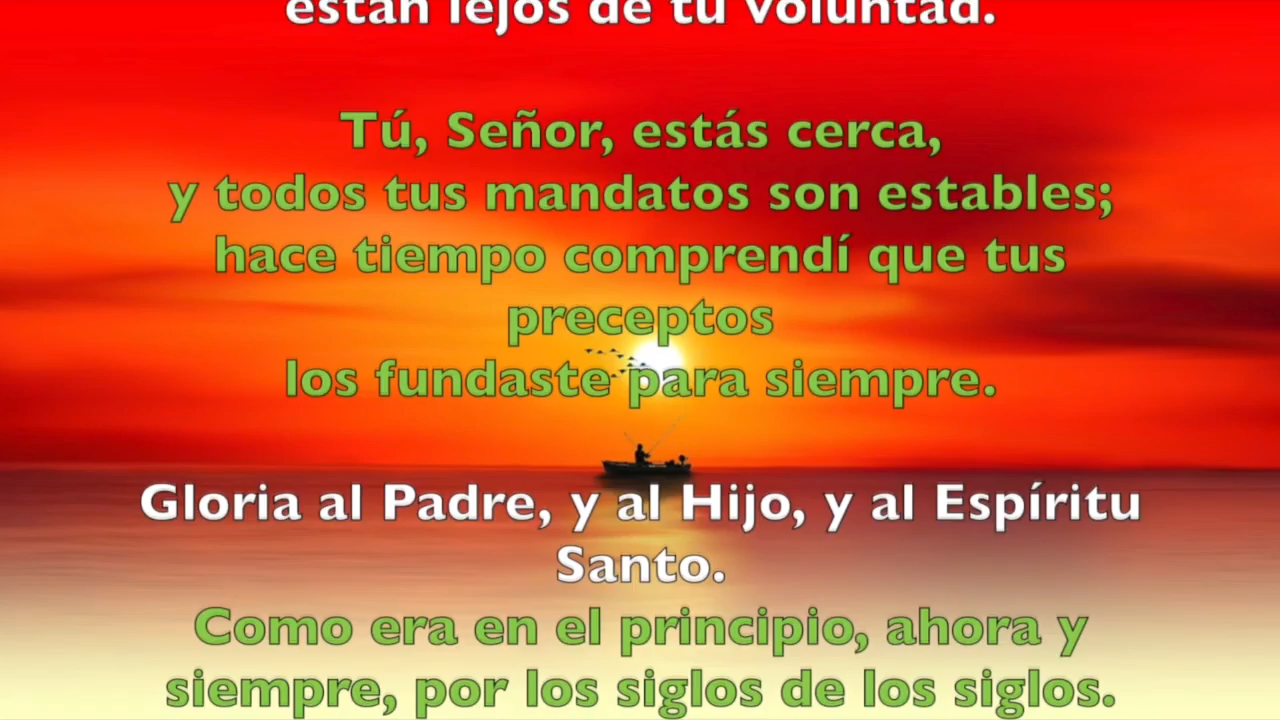 están lejos de tu voluntad.
Tú, Señor, estás cerca,
y todos tus mandatos son estables;
hace tiempo comprendí que tus
preceptos
los fundaste para siempre.
Gloria al Padre, y al Hijo, y al Espíritu
Santo.
Como era en el principio, ahora y
siempre, por los siglos de los siglos.